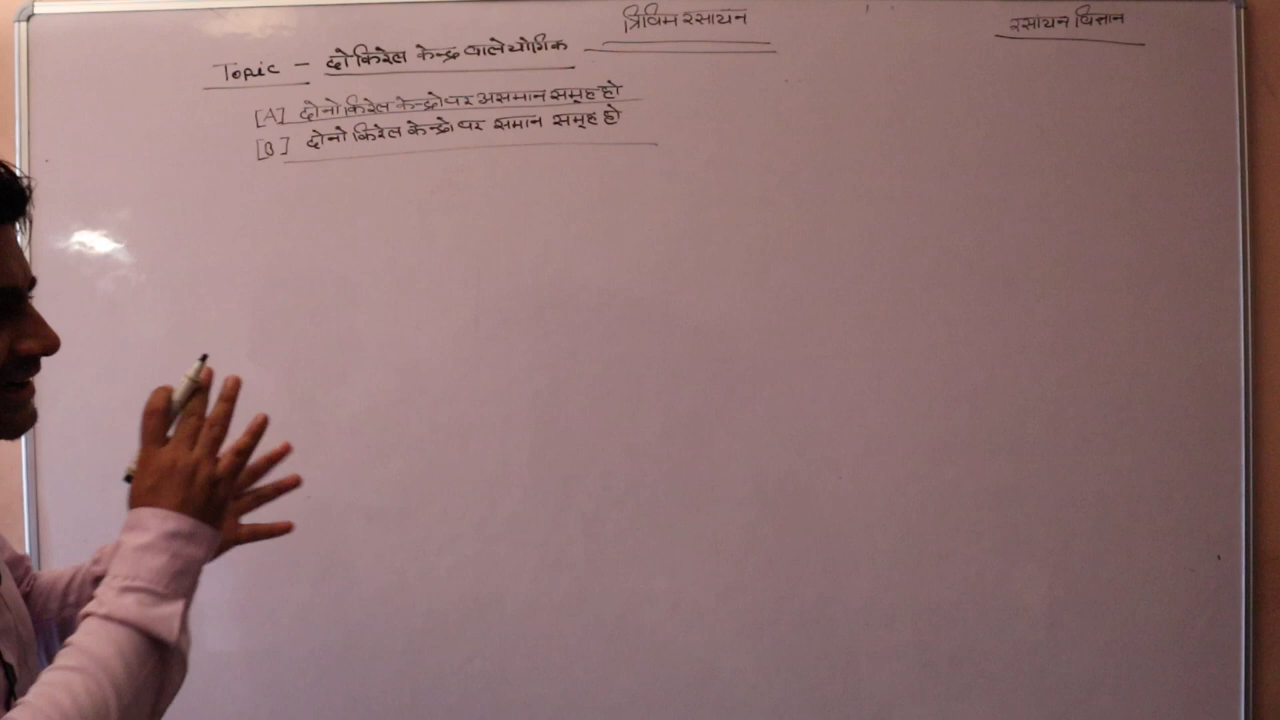 त्रिविम रसायन
रसायन विज्ञान
Topic - दो किरेल केन्द्र वाले योगिक
[A] दोनो किरेल केन्द्रो पर असमान समूह हो
[B] दोनो किरेल केन्द्रो पर समान समूह हो